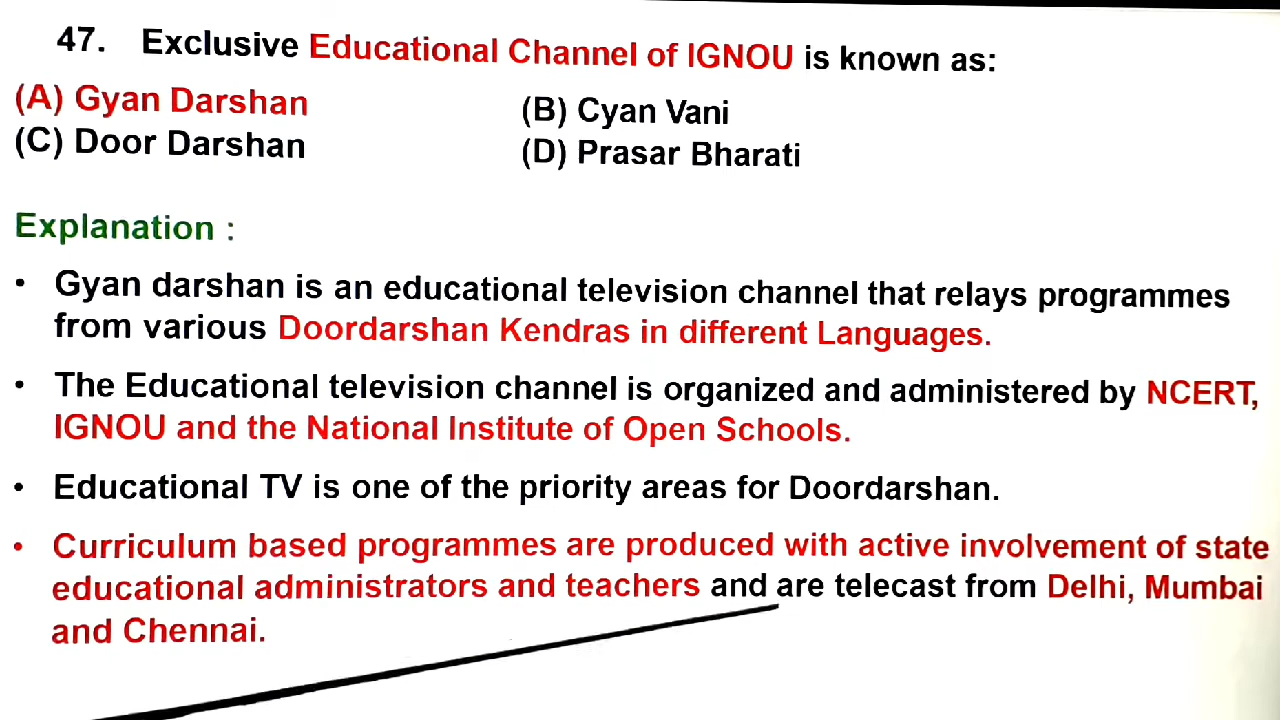 47. Exclusive Educational Channel of IGNOU is known as:
(A) Gyan Darshan (B) Cyan Vani
(C) Door Darshan (D) Prasar Bharati
Explanation :
• Gyan darshan is an educational television channel that relays programmes
from various Doordarshan Kendras in different Languages.
• The Educational television channel is organized and administered by NCERT,
IGNOU and the National Institute of Open Schools.
• Educational TV is one of the priority areas for Doordarshan.
• Curriculum based programmes are produced with active involvement of state
educational administrators and teachers and are telecast from Delhi, Mumbai
and Chennai.